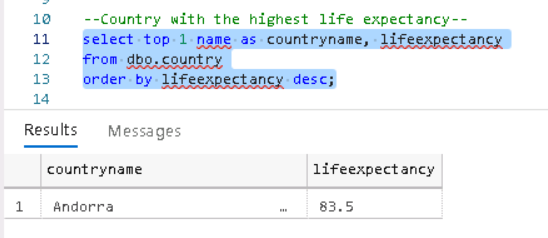 10 --Country with the highest life expectancy--
11 select top 1 name as countryname, lifeexpectancy
12 from dbo.country
13 order by lifeexpectancy desc;
14
Results Messages
countryname lifeexpectancy
1 Andorra … 83.5